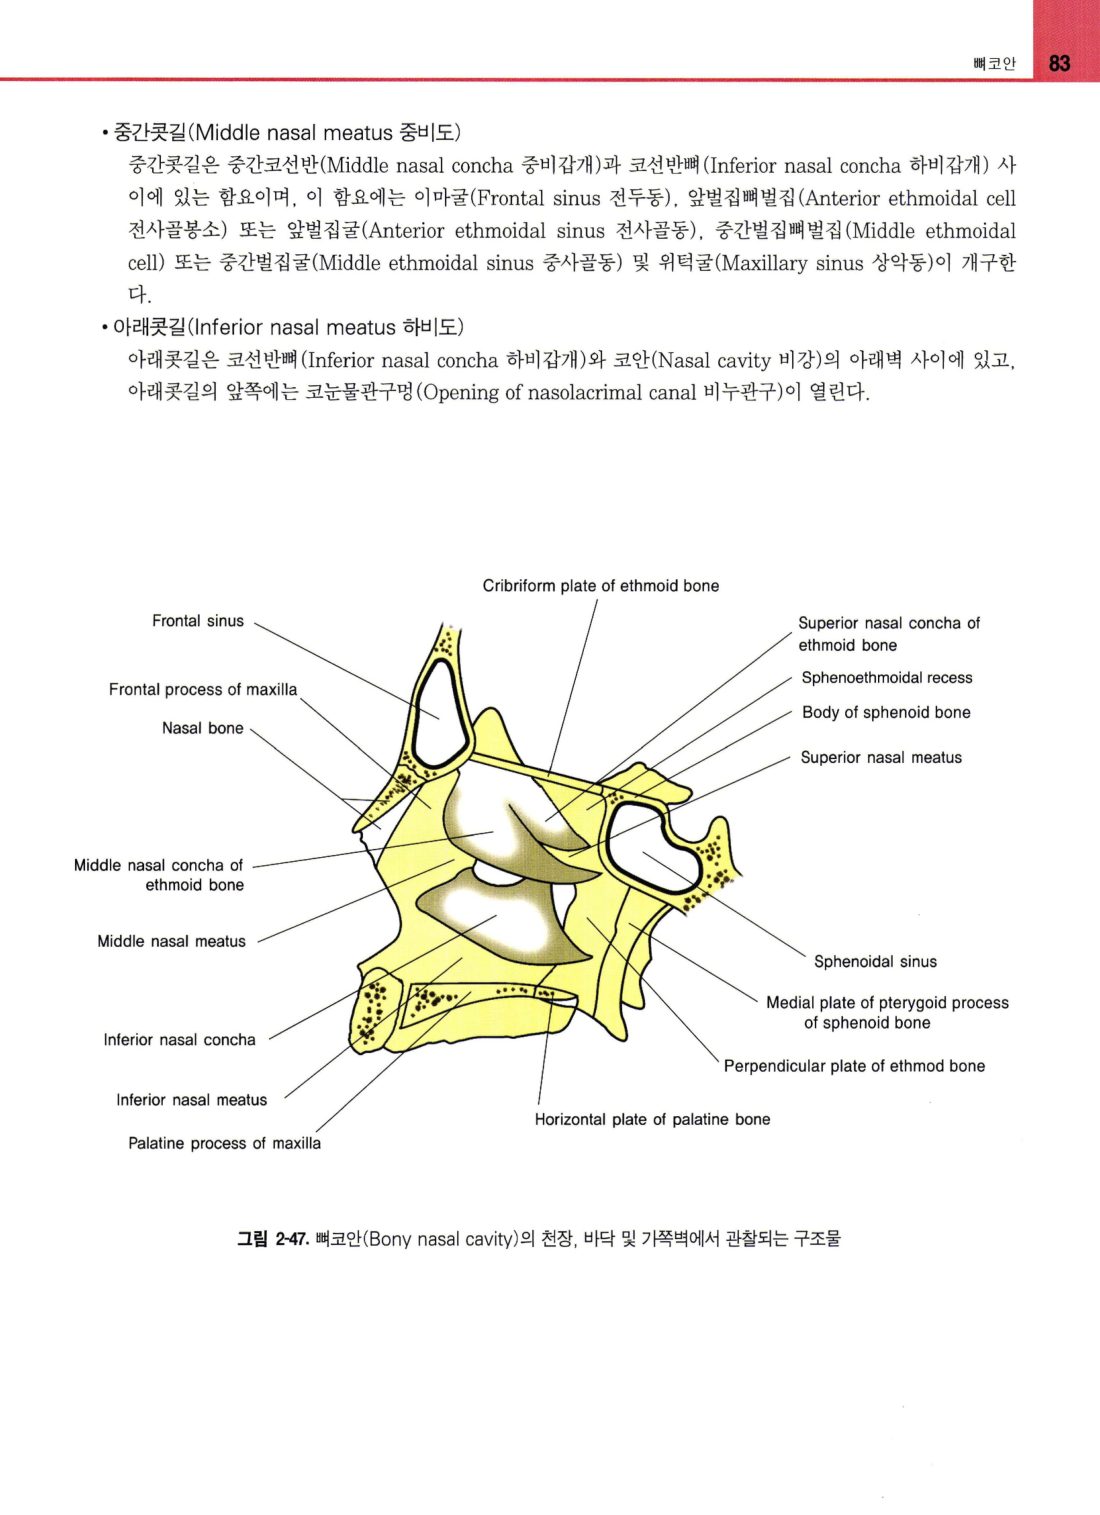 뼈코안 83
• 중간콧길(Middle nasal meatus 중비도)
중간콧길은 중간코선반(Middle nasal concha 중비갑개)과 코선반뼈(Inferior nasal concha 하비갑개) 사
이에 있는 함요이며, 이 함요에는 이마굴(Frontal sinus 전두동), 앞벌집뼈벌집(Anterior ethmoidal cell
전사골봉소) 또는 앞벌집굴(Anterior ethmoidal sinus 전사골동), 중간벌집뼈벌집(Middle ethmoidal
cell) 또는 중간벌집굴(Middle ethmoidal sinus 중사골동) 및 위턱굴(Maxillary sinus 상악동)이 개구한
다.
• 아래콧길(Inferior nasal meatus 하비도)
아래콧길은 코선반뼈(Inferior nasal concha 하비갑개)와 코안(Nasal cavity 비강)의 아래벽 사이에 있고,
아래콧길의 앞쪽에는 코눈물관구멍(Opening of nasolacrimal canal 비누관구)이 열린다.
Cribriform plate of ethmoid bone
Frontal sinus
Superior nasal concha of
ethmoid bone
Sphenoethmoidal recess
Frontal process of maxilla
Body of sphenoid bone
Nasal bone
Superior nasal meatus
Middle nasal concha of
ethmoid bone
Middle nasal meatus
Sphenoidal sinus
Medial plate of pterygoid process
of sphenoid bone
Inferior nasal concha
Perpendicular plate of ethmod bone
Inferior nasal meatus
Horizontal plate of palatine bone
Palatine process of maxilla
그림 2-47. 뼈코안(Bony nasal cavity)의 천장, 바닥 및 가쪽벽에서 관찰되는 구조물